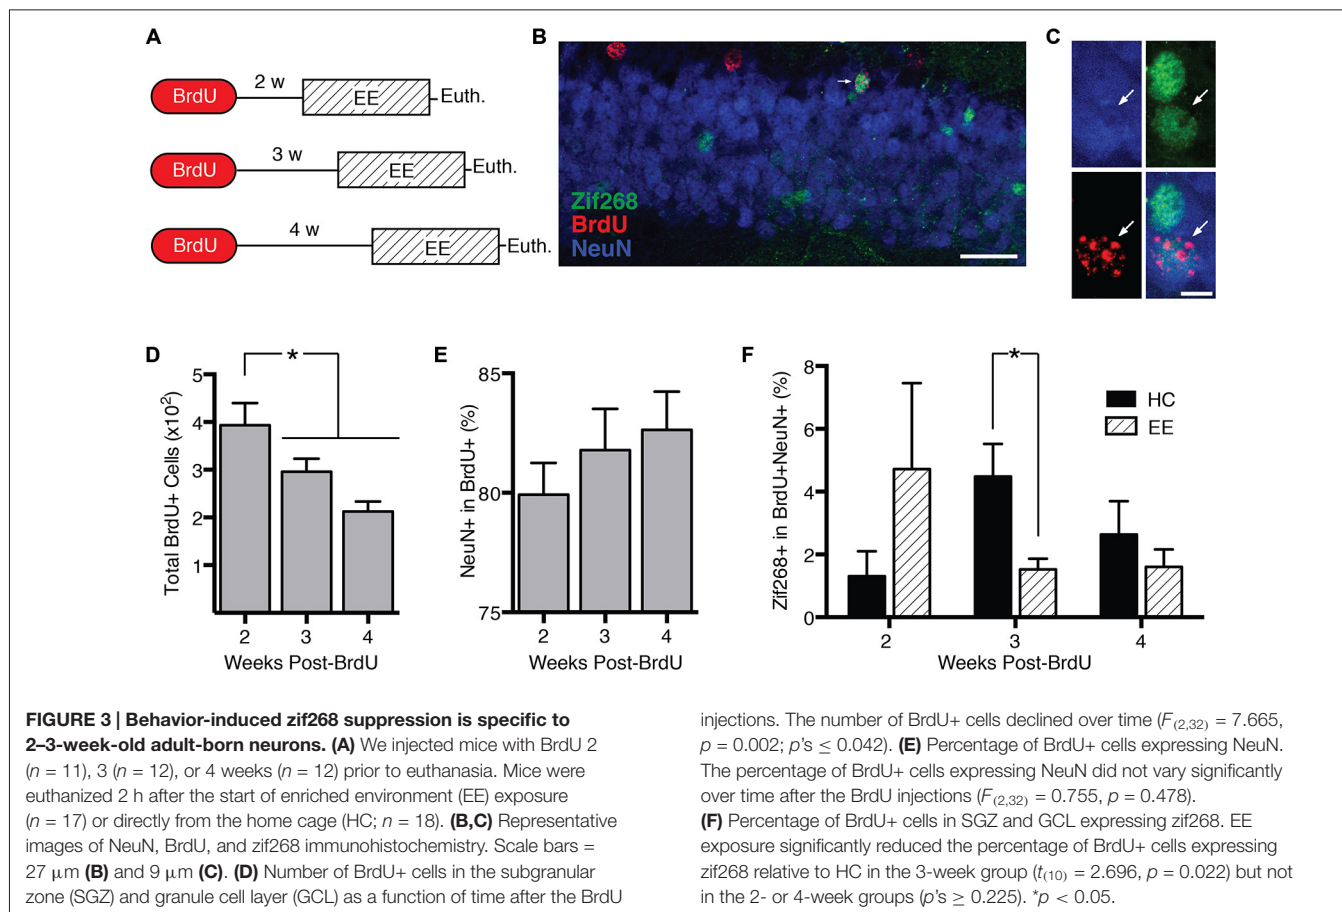 A
BrdU
2 w
EE
Euth.
BrdU
3 w
EE
Euth.
BrdU
4 w
EE
Euth.
B
Zif268
BrdU
NeuN
C
D
*
Total BrdU+ Cells (x10²)
5
4
3
2
1
2 3 4
Weeks Post-BrdU
E
NeuN+ in BrdU+ (%)
85
80
75
2 3 4
Weeks Post-BrdU
F
*
Zif268+ in BrdU+NeuN+ (%)
8
6
4
2
0
HC
EE
2 3 4
Weeks Post-BrdU
FIGURE 3 | Behavior-induced zif268 suppression is specific to
2–3-week-old adult-born neurons. (A) We injected mice with BrdU 2
(n = 11), 3 (n = 12), or 4 weeks (n = 12) prior to euthanasia. Mice were
euthanized 2 h after the start of enriched environment (EE) exposure
(n = 17) or directly from the home cage (HC; n = 18). (B,C) Representative
images of NeuN, BrdU, and zif268 immunohistochemistry. Scale bars =
27 μm (B) and 9 μm (C). (D) Number of BrdU+ cells in the subgranular
zone (SGZ) and granule cell layer (GCL) as a function of time after the BrdU
injections. The number of BrdU+ cells declined over time (F(2,32) = 7.665,
p = 0.002; p's ≤ 0.042). (E) Percentage of BrdU+ cells expressing NeuN.
The percentage of BrdU+ cells expressing NeuN did not vary significantly
over time after the BrdU injections (F(2,32) = 0.755, p = 0.478).
(F) Percentage of BrdU+ cells in SGZ and GCL expressing zif268. EE
exposure significantly reduced the percentage of BrdU+ cells expressing
zif268 relative to HC in the 3-week group (t(10) = 2.696, p = 0.022) but not
in the 2- or 4-week groups (p's ≥ 0.225). *p < 0.05.